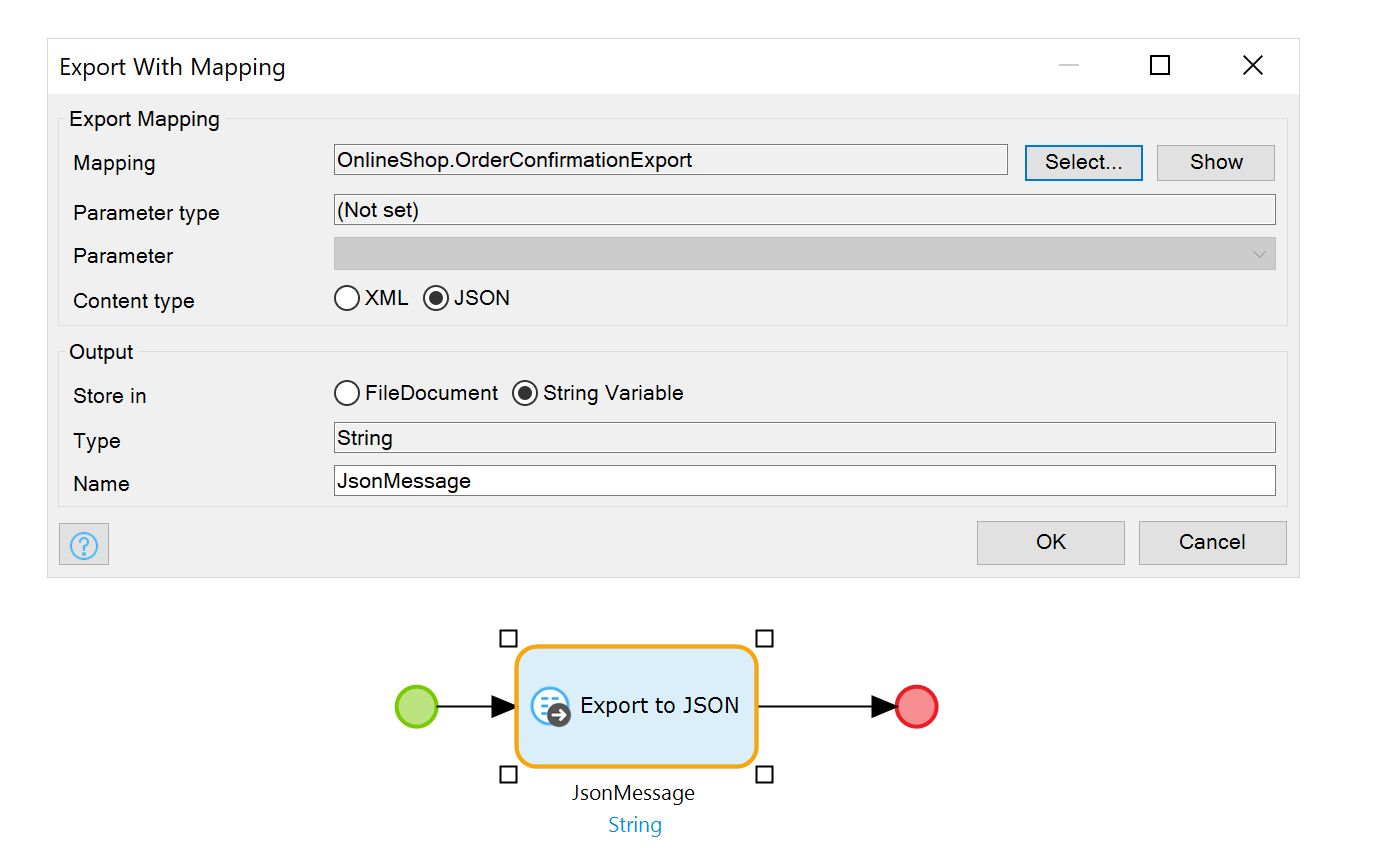 Export With Mapping
Export Mapping
Mapping OnlineShop.OrderConfirmationExport Select... Show
Parameter type (Not set)
Parameter
Content type XML JSON
Output
Store in FileDocument String Variable
Type String
Name JsonMessage
? OK Cancel
Export to JSON
JsonMessage
String